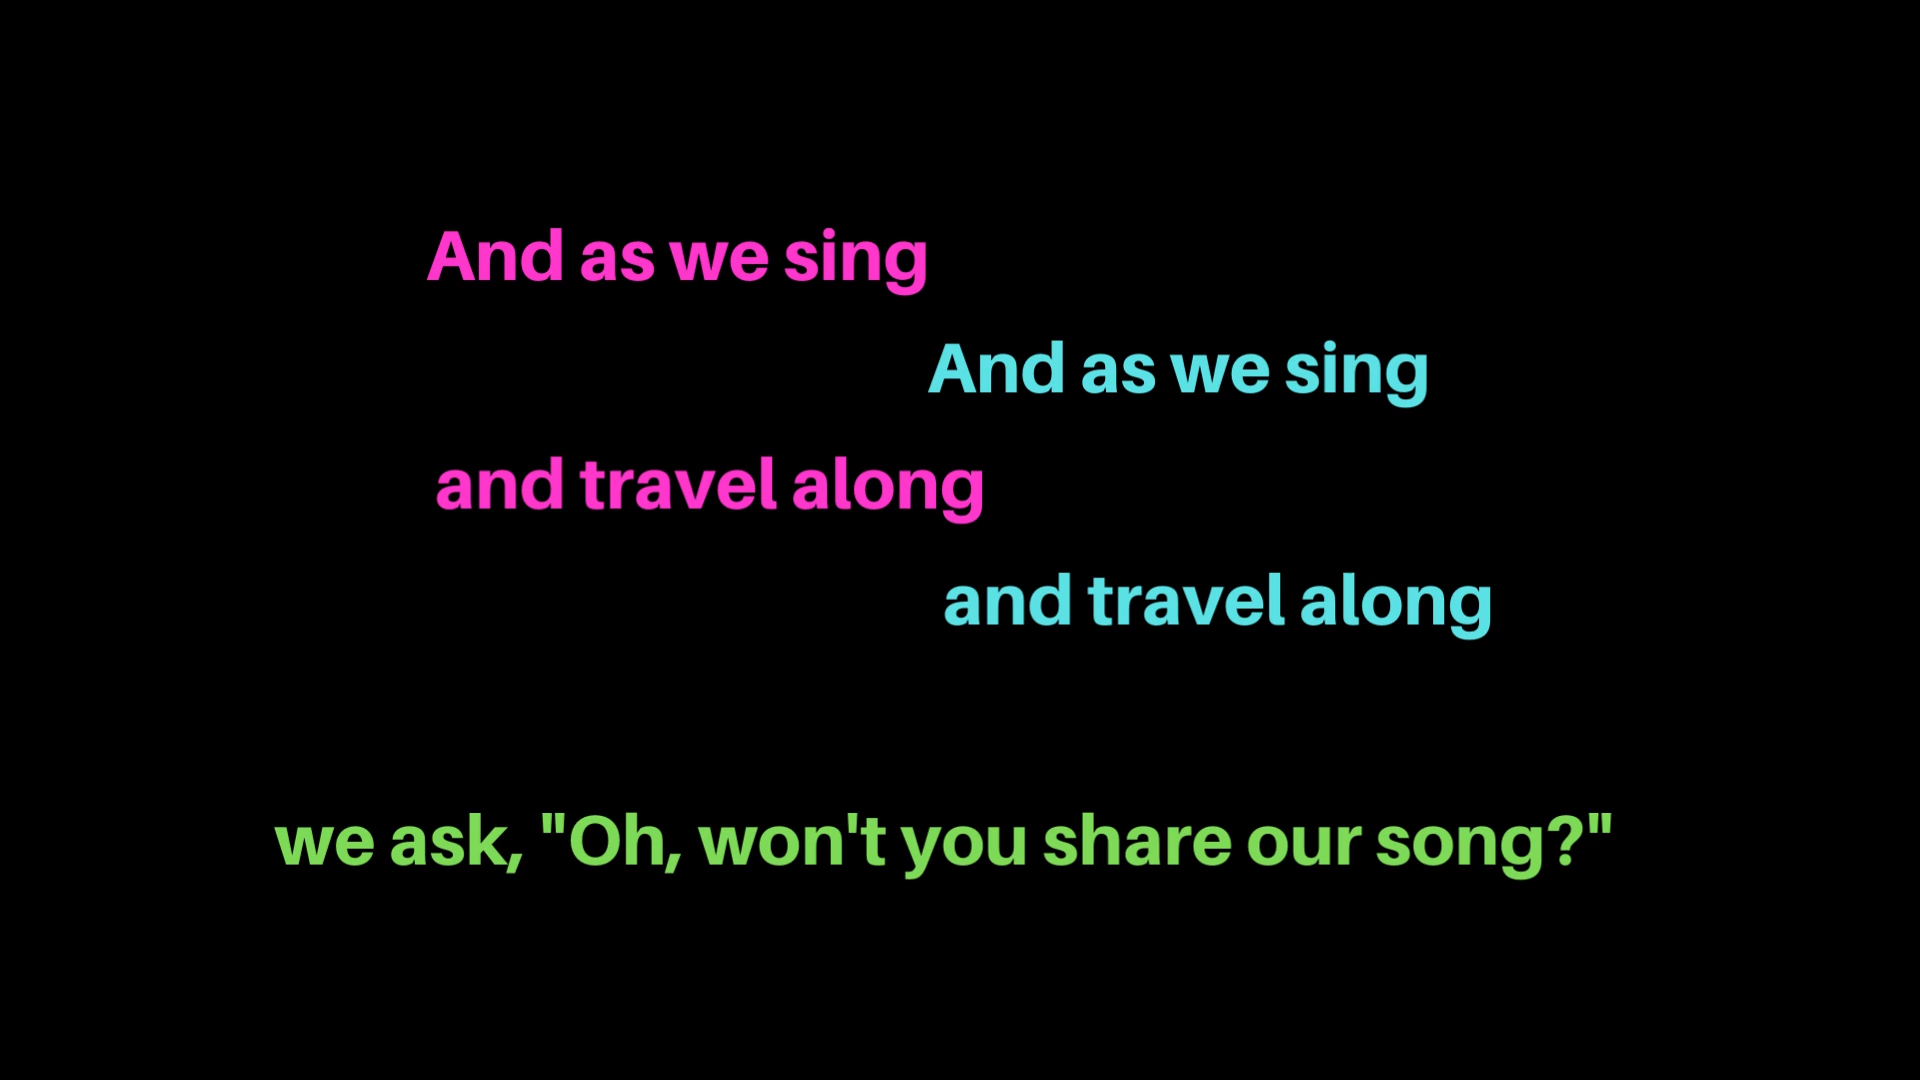 And as we sing
And as we sing
and travel along
and travel along
we ask, "Oh, won't you share our song?"